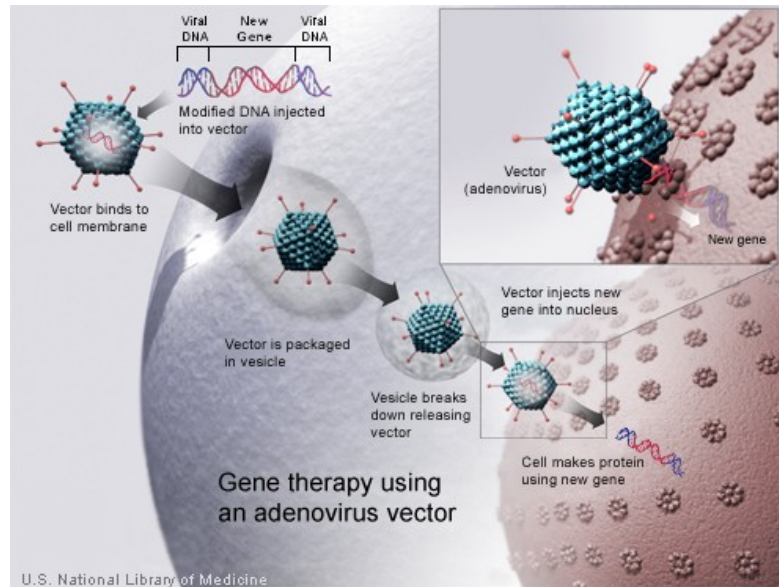 Viral DNA
New Gene
Viral DNA
Modified DNA injected
into vector
Vector binds to
cell membrane
Vector is packaged
in vesicle
Vesicle breaks
down releasing
vector
Vector injects new
gene into nucleus
Cell makes protein
using new gene
Vector
(adenovirus)
New gene
Gene therapy using
an adenovirus vector
U.S. National Library of Medicine